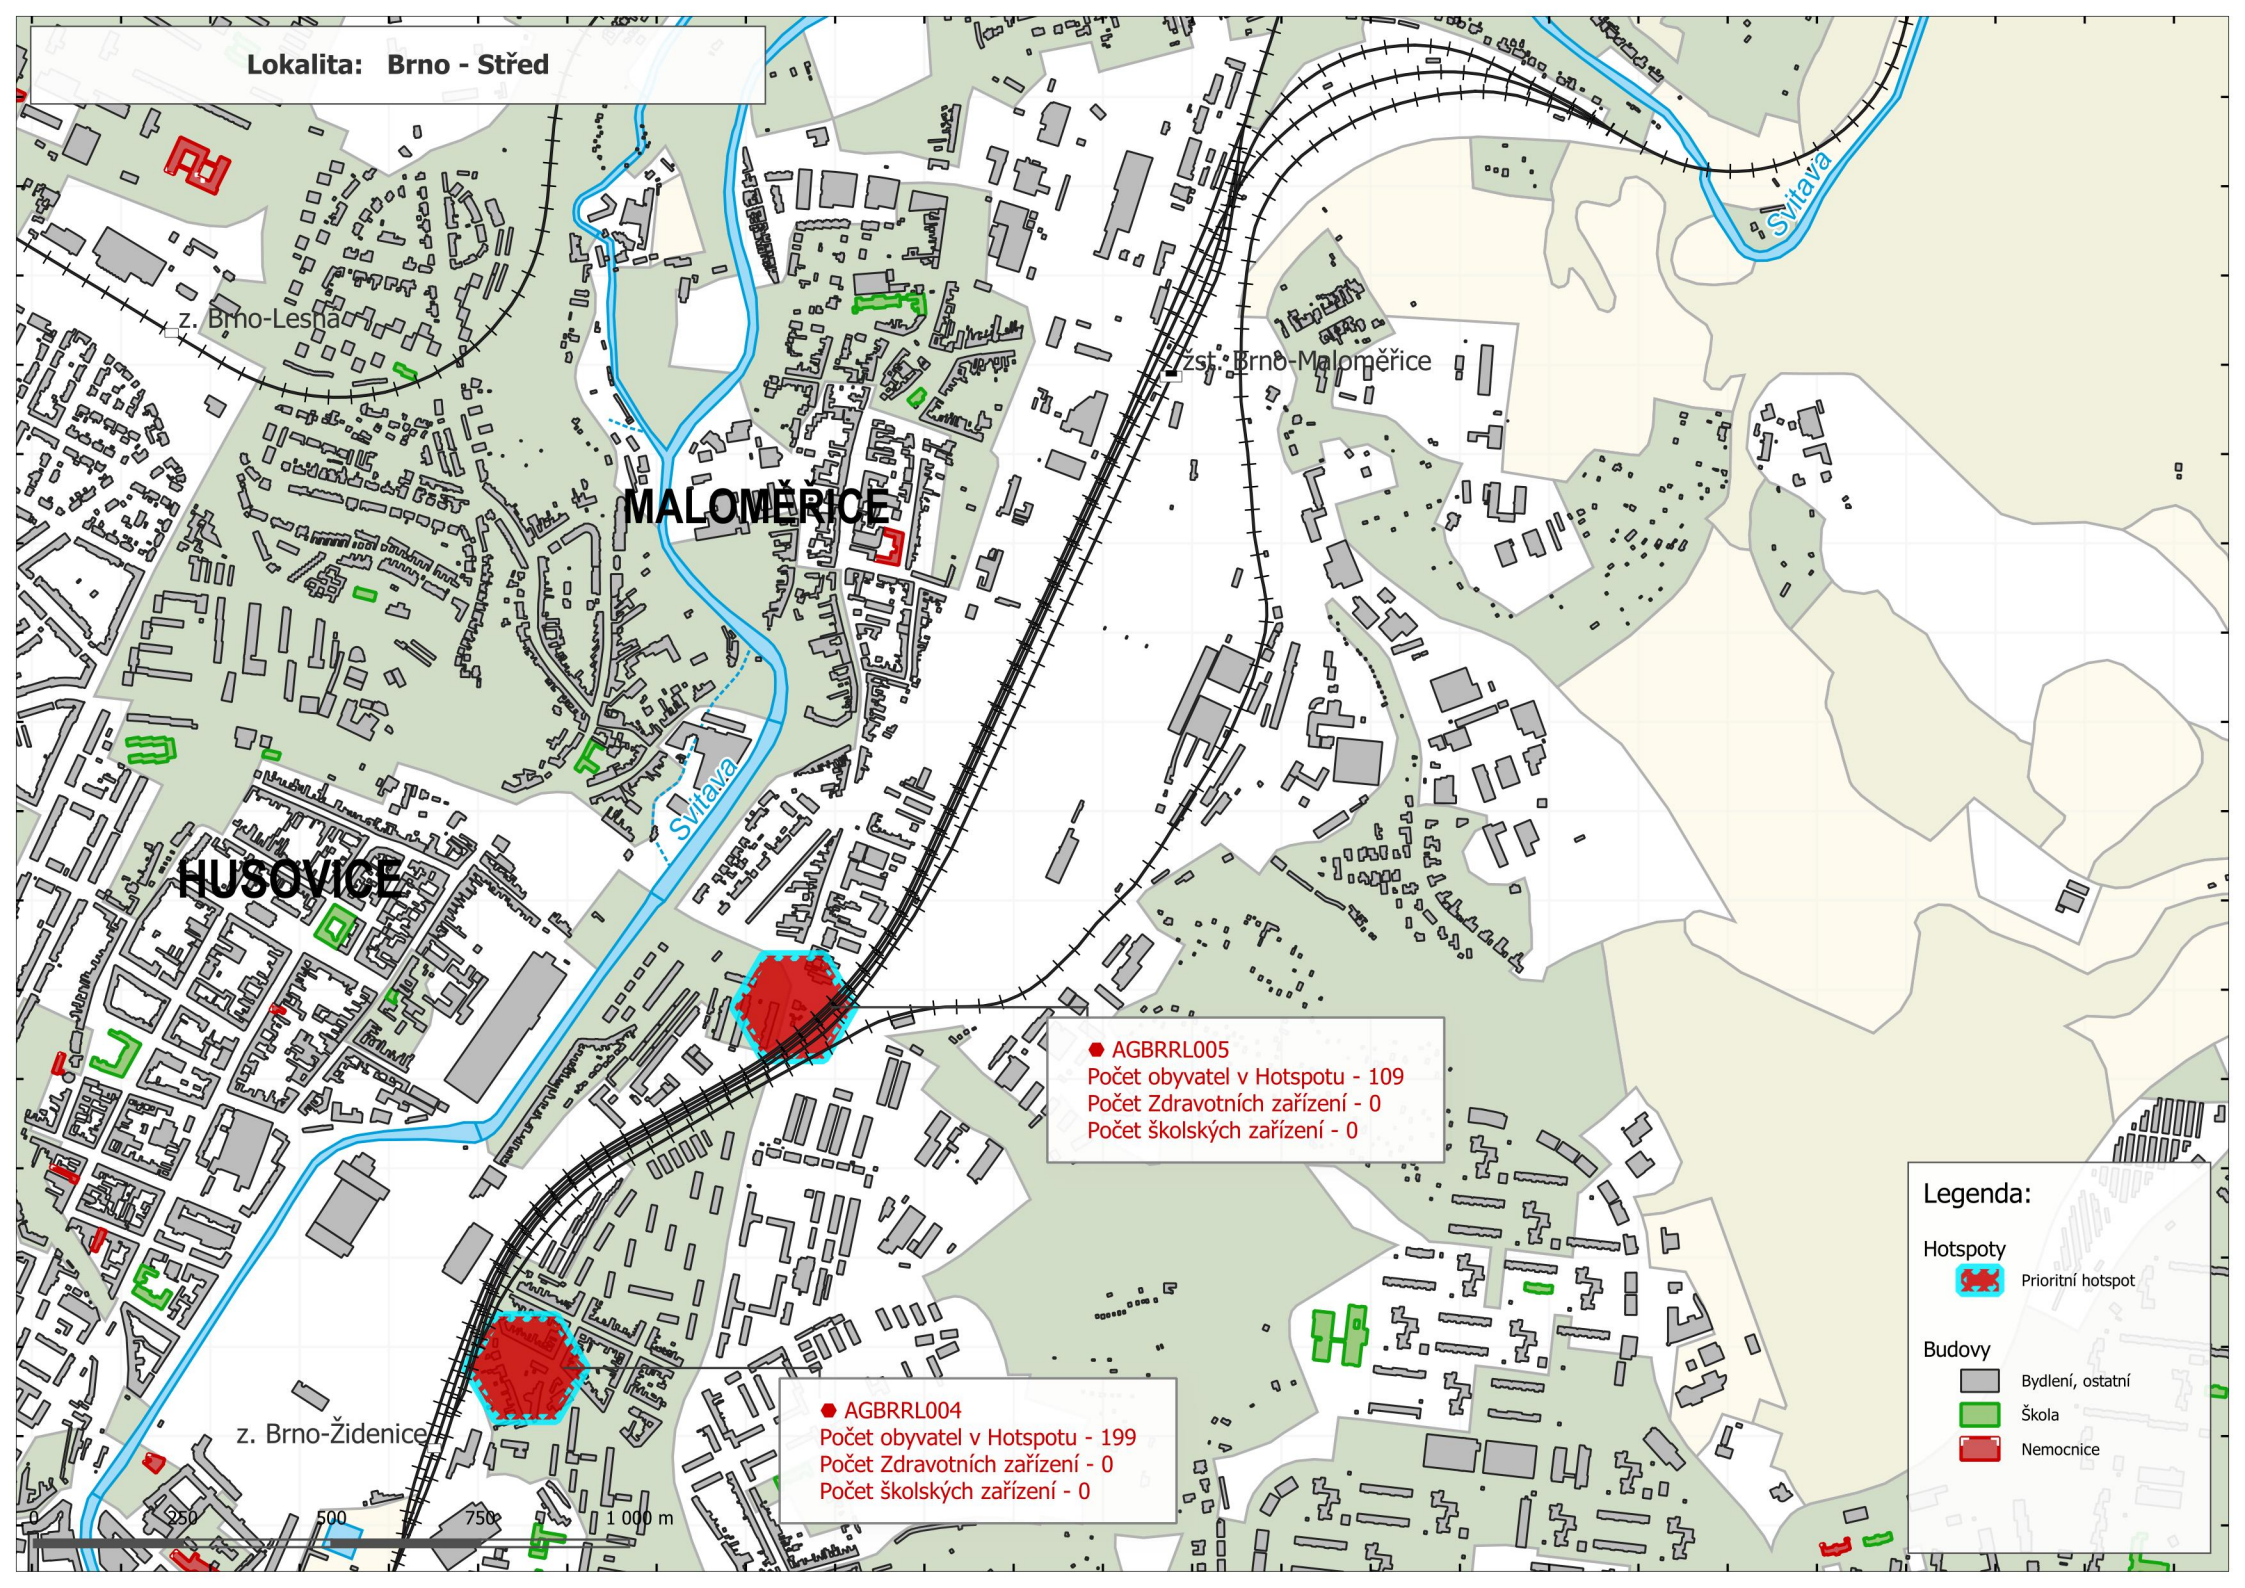 Lokalita: Brno - Střed
Svitava
z. Brno-Lesná
žst. Brno-Maloměřice
MALOMĚŘICE
Svitava
HUSOVICE
AGBRRL005
Počet obyvatel v Hotspotu - 109
Počet Zdravotních zařízení - 0
Počet školských zařízení - 0
z. Brno-Židenice
AGBRRL004
Počet obyvatel v Hotspotu - 199
Počet Zdravotních zařízení - 0
Počet školských zařízení - 0
0 250 500 750 1 000 m
Legenda:
Hotspoty
Prioritní hotspot
Budovy
Bydlení, ostatní
Škola
Nemocnice